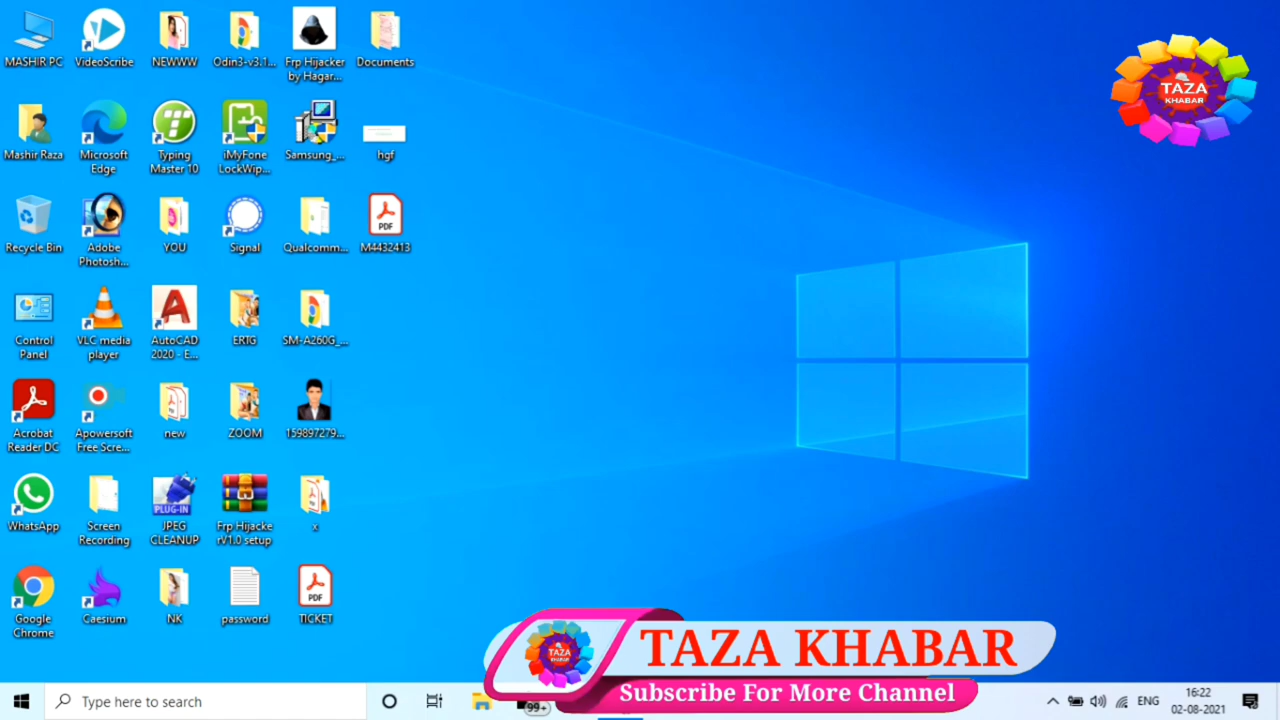 MASHIR PC
VideoScribe
NEWWW
Odin3-v3.1...
Frp Hijacker
by Hagar...
Documents
TAZA
KHABAR
Mashir Raza
Microsoft
Edge
Typing
Master 10
iMyFone
LockWip...
Samsung_...
hgf
Recycle Bin
Adobe
Photosh...
YOU
Signal
Qualcomm...
PDF
M4432413
Control
Panel
VLC media
player
AutoCAD
2020 - E...
ERTG
SM-A260G_...
Acrobat
Reader DC
Apowersoft
Free Scre...
new
ZOOM
159897279...
WhatsApp
Screen
Recording
PLUG-IN
JPEG
CLEANUP
Frp Hijacke
rV1.0 setup
x
Google
Chrome
Caesium
NK
password
PDF
TICKET
TAZA
KHABAR
TAZA KHABAR
Subscribe For More Channel
Type here to search
99+
ENG
16:22
02-08-2021